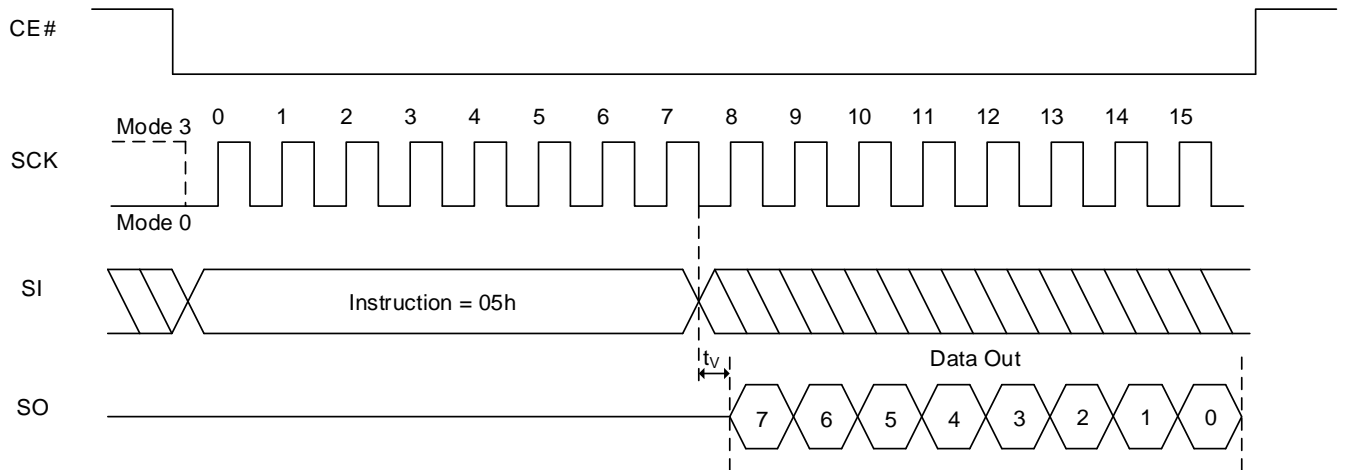 CE#
Mode 3 0 1 2 3 4 5 6 7 8 9 10 11 12 13 14 15
SCK
Mode 0
SI
Instruction = 05h
tV Data Out
SO 7 6 5 4 3 2 1 0